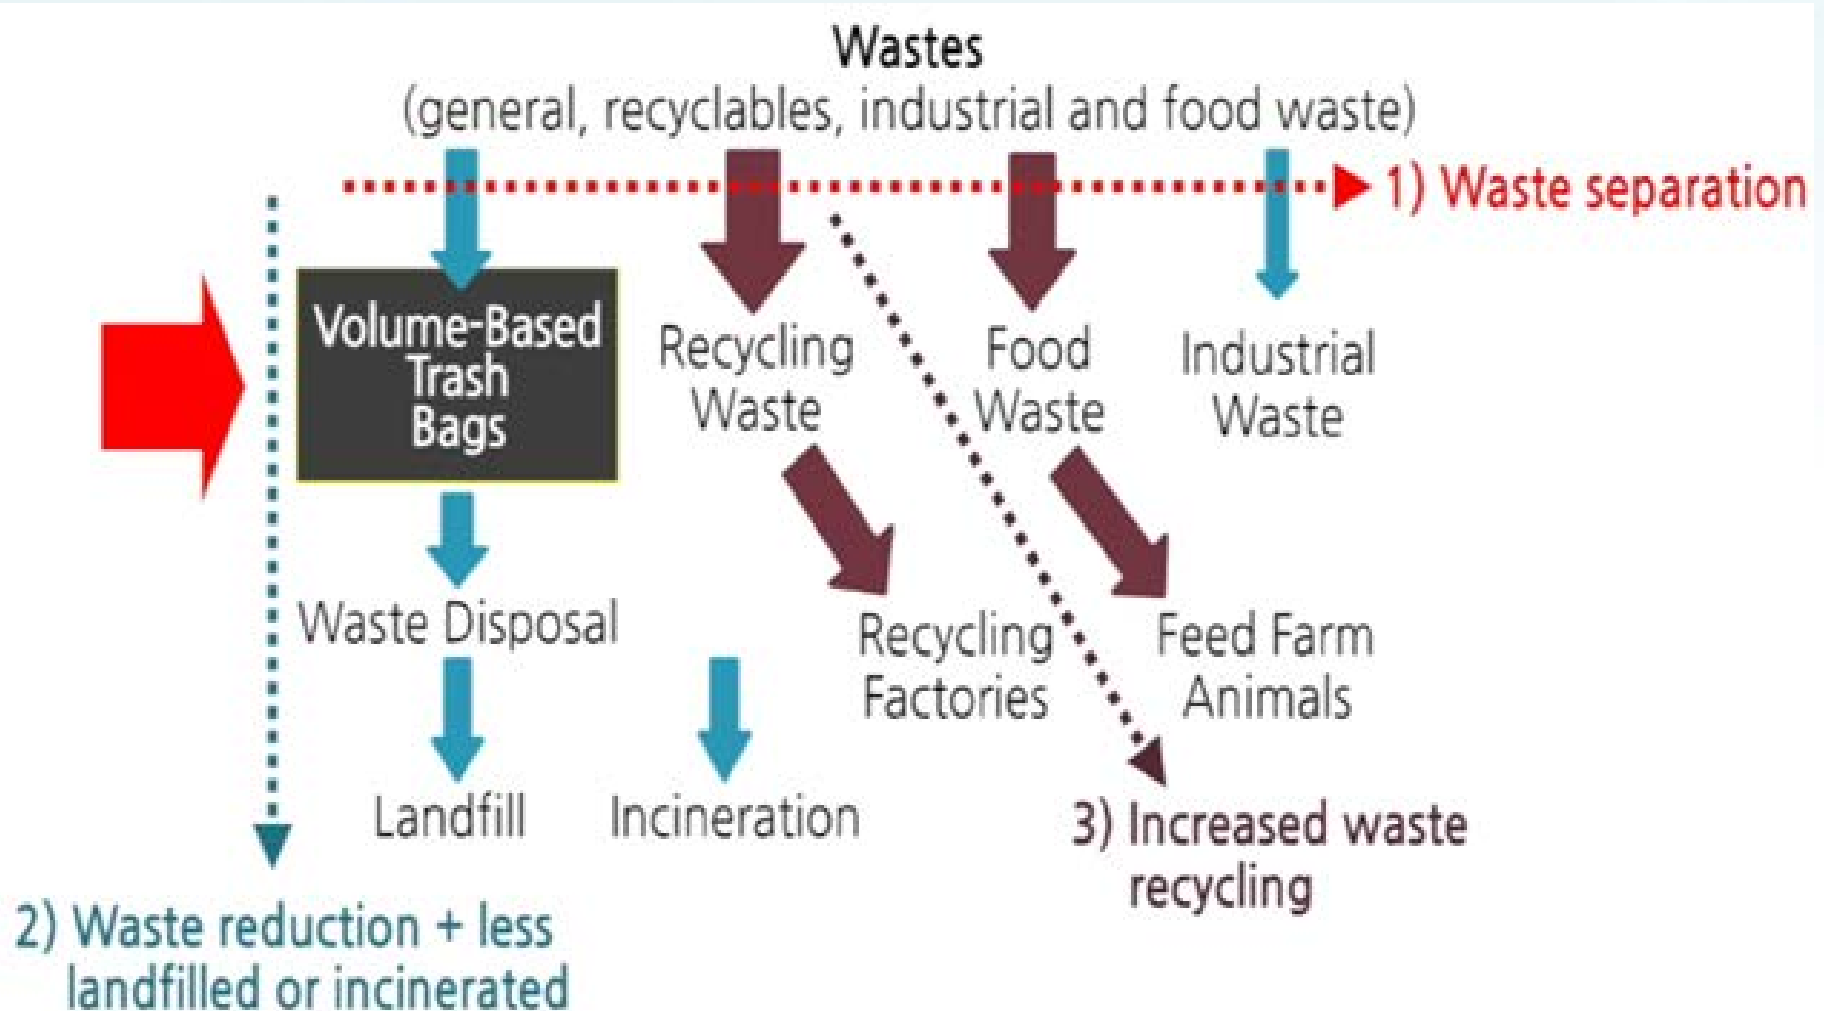 Wastes
(general, recyclables, industrial and food waste)
1) Waste separation
Volume-Based
Trash
Bags
Recycling
Waste
Food
Waste
Industrial
Waste
Waste Disposal
Recycling
Factories
Feed Farm
Animals
Landfill
Incineration
3) Increased waste
recycling
2) Waste reduction + less
landfilled or incinerated